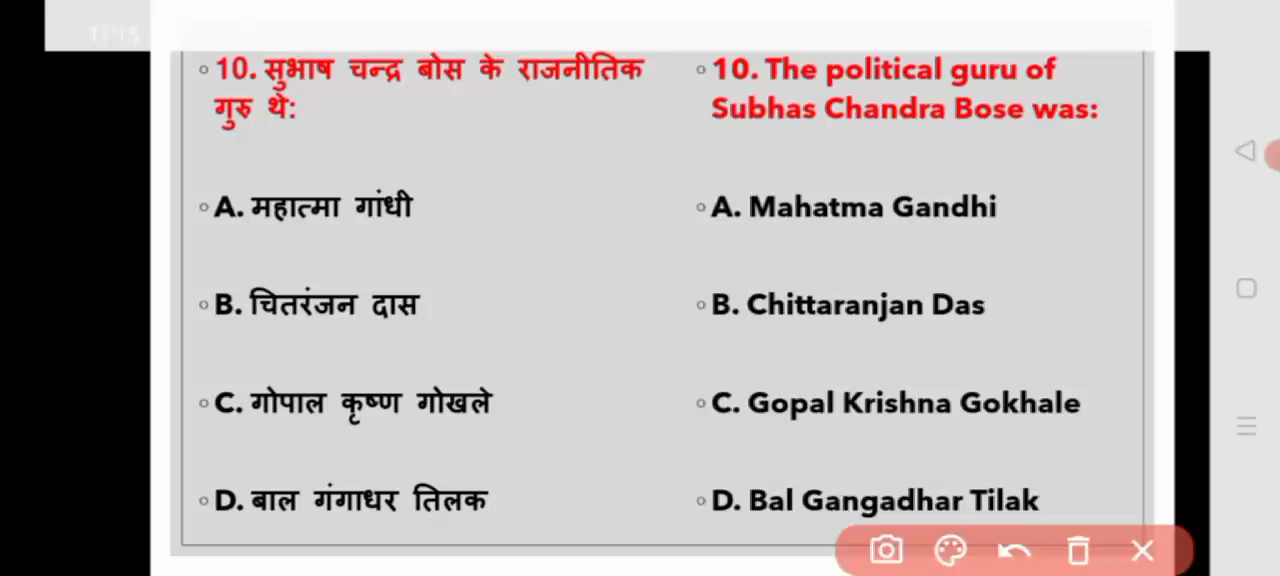 10. सुभाष चन्द्र बोस के राजनीतिक
गुरु थे:
A. महात्मा गांधी
B. चितरंजन दास
C. गोपाल कृष्ण गोखले
D. बाल गंगाधर तिलक
10. The political guru of
Subhas Chandra Bose was:
A. Mahatma Gandhi
B. Chittaranjan Das
C. Gopal Krishna Gokhale
D. Bal Gangadhar Tilak